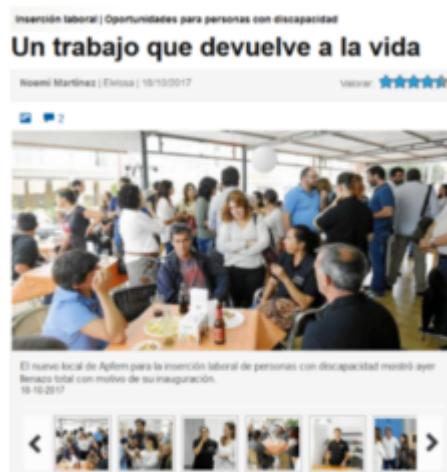 Inserción laboral | Oportunidades para personas con discapacidad
Un trabajo que devuelve a la vida
Noemi Martínez | Eivissa | 18/10/2017
Valorar:
2
El nuevo local de Apfem para la inserción laboral de personas con discapacidad mostró ayer
llenazo total con motivo de su inauguración.
18-10-2017